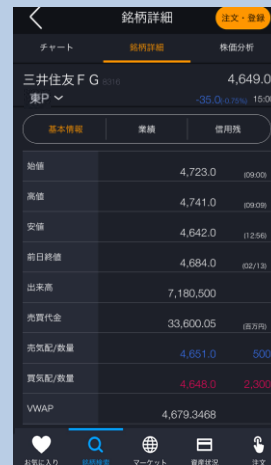 銘柄詳細
注文・登録
チャート 銘柄詳細 株価分析
三井住友ＦＧ 8316 4,649.0
東P -35.0(-0.75%) 15:00
基本情報 業績 信用残
始値 4,723.0 (09:00)
高値 4,741.0 (09:09)
安値 4,642.0 (12:56)
前日終値 4,684.0 (02/13)
出来高 7,180,500
売買代金 33,600.05 (百万円)
売気配/数量 4,651.0 500
買気配/数量 4,648.0 2,300
VWAP 4,679.3468
お気に入り 銘柄検索 マーケット 資産状況 注文